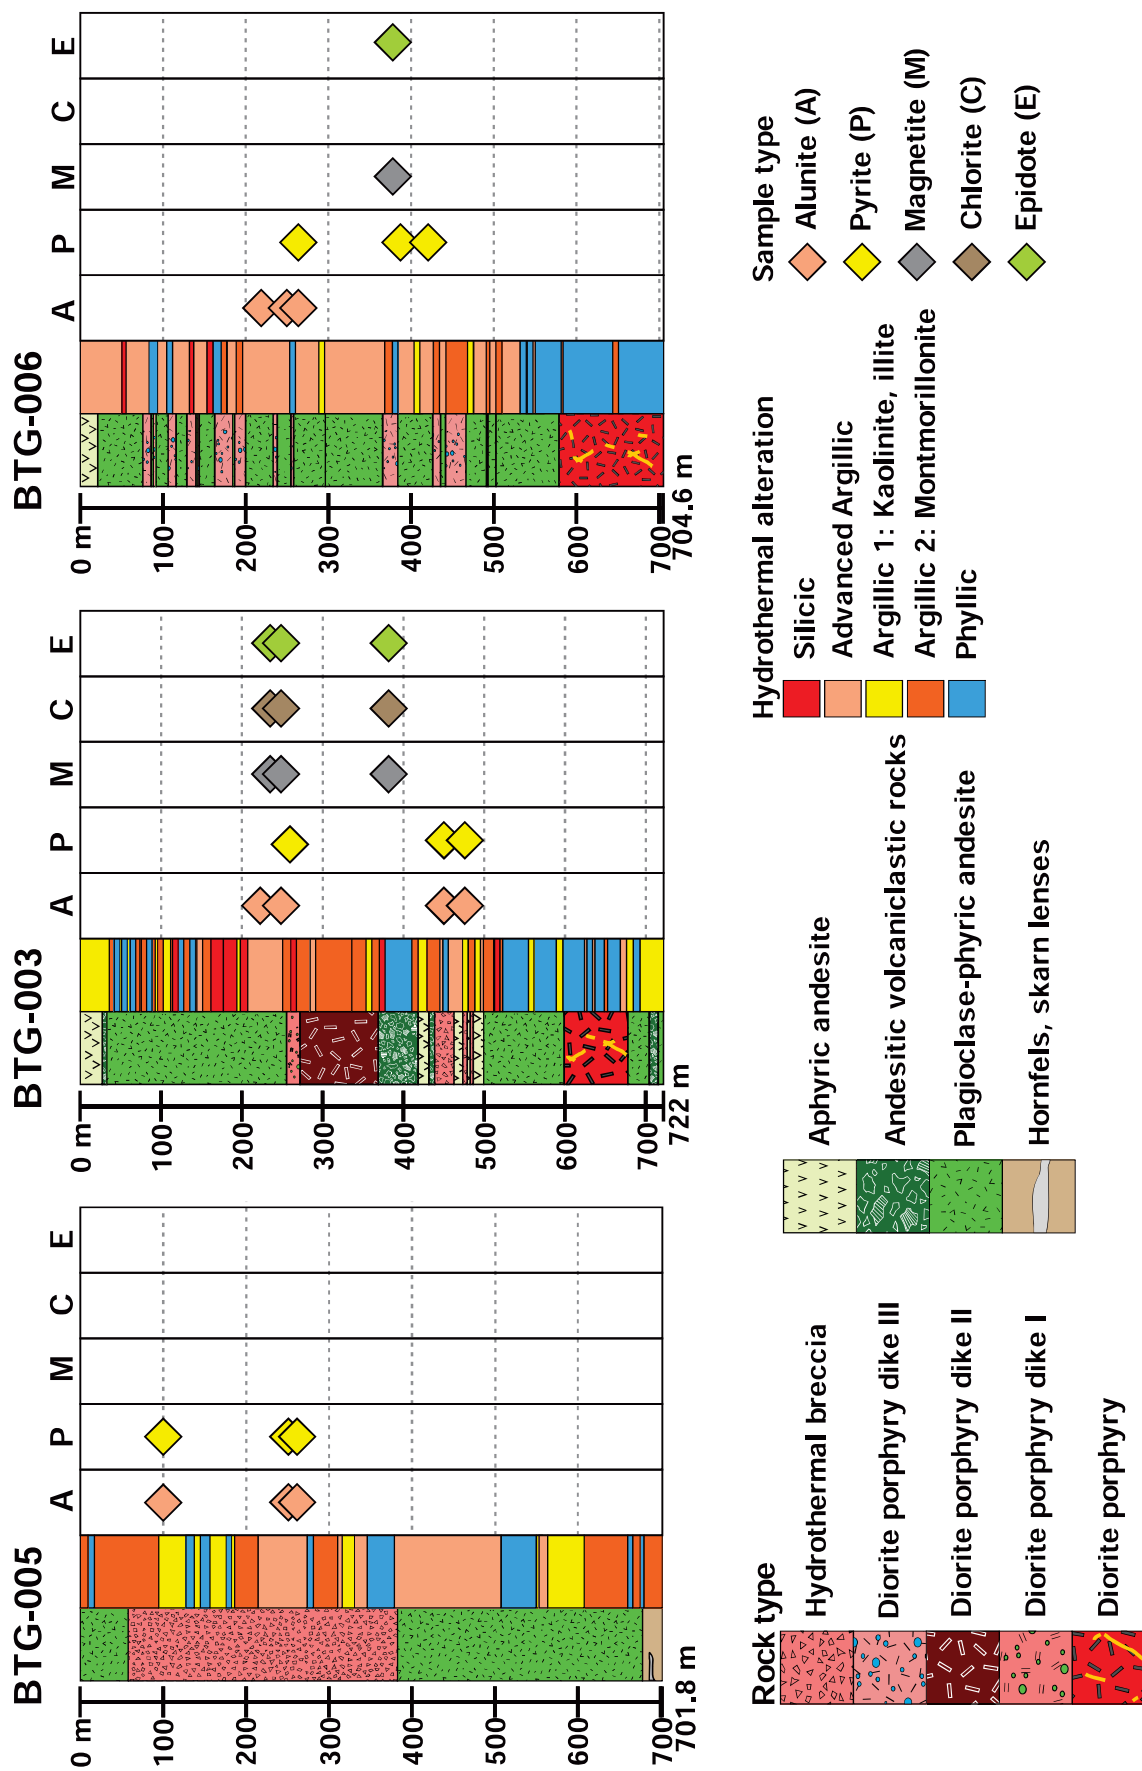 BTG-005
A P M C E
0 m
100
200
300
400
500
600
700
701.8 m
BTG-003
A P M C E
0 m
100
200
300
400
500
600
700
722 m
BTG-006
A P M C E
0 m
100
200
300
400
500
600
700
704.6 m
Rock type
Hydrothermal breccia
Diorite porphyry dike III
Diorite porphyry dike II
Diorite porphyry dike I
Diorite porphyry
Aphyric andesite
Andesitic volcaniclastic rocks
Plagioclase-phyric andesite
Hornfels, skarn lenses
Hydrothermal alteration
Silicic
Advanced Argillic
Argillic 1: Kaolinite, illite
Argillic 2: Montmorillonite
Phyllic
Sample type
Alunite (A)
Pyrite (P)
Magnetite (M)
Chlorite (C)
Epidote (E)